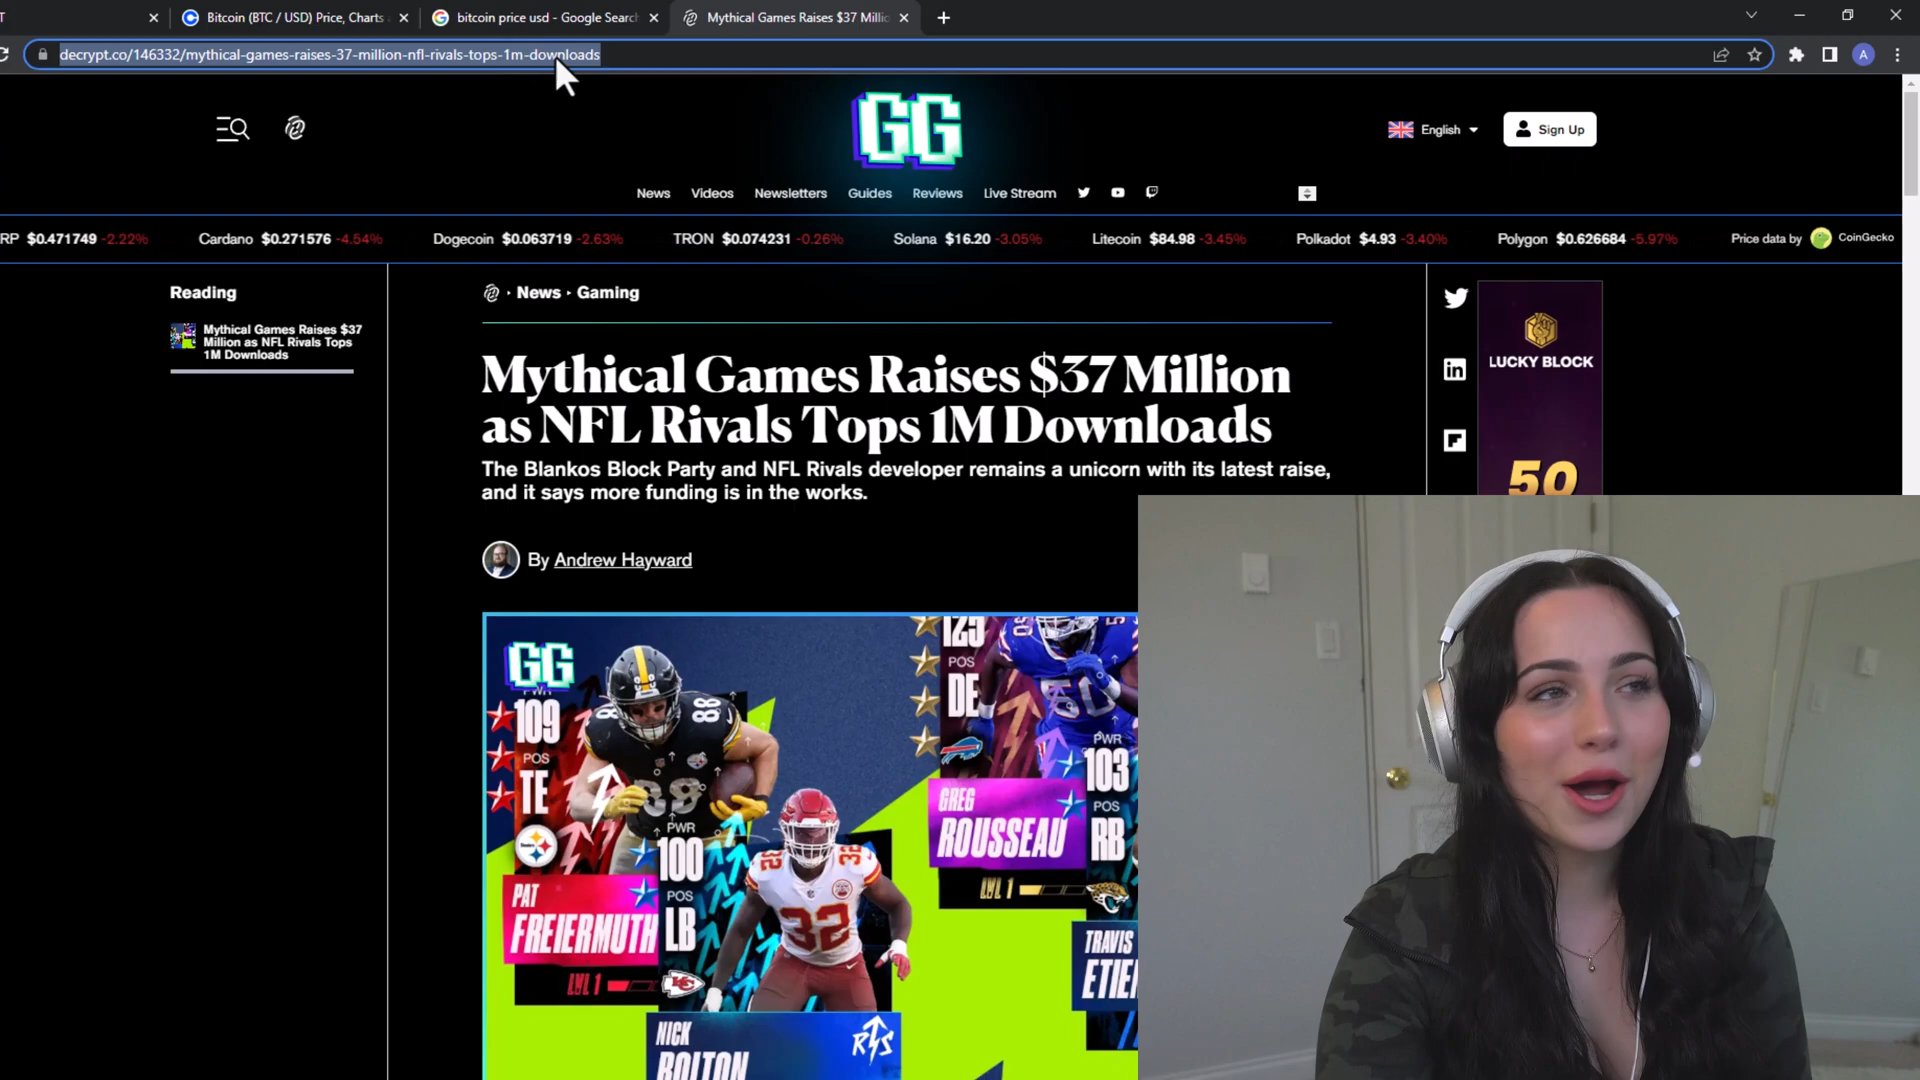 T
Bitcoin (BTC / USD) Price, Charts
bitcoin price usd - Google Search
Mythical Games Raises $37 Millio
decrypt.co/146332/mythical-games-raises-37-million-nfl-rivals-tops-1m-downloads
A
GG
English
Sign Up
News Videos Newsletters Guides Reviews Live Stream
RP $0.471749 -2.22% Cardano $0.271576 -4.54% Dogecoin $0.063719 -2.63% TRON $0.074231 -0.26% Solana $16.20 -3.05% Litecoin $84.98 -3.45% Polkadot $4.93 -3.40% Polygon $0.626684 -5.97% Price data by CoinGecko
Reading
Mythical Games Raises $37
Million as NFL Rivals Tops
1M Downloads
News · Gaming
Mythical Games Raises $37 Million
as NFL Rivals Tops 1M Downloads
The Blankos Block Party and NFL Rivals developer remains a unicorn with its latest raise,
and it says more funding is in the works.
By Andrew Hayward
LUCKY BLOCK
50
GG
PWR
109
POS
TE
88
PAT
FREIERMUTH
LVL 1
PWR
100
POS
LB
32
NICK
BOLTON
125
POS
DE
50
GREG
ROUSSEAU
LVL 1
PWR
103
POS
RB
TRAVIS
ETIEN